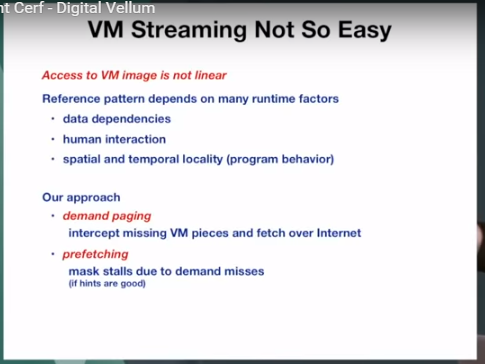 nt Cerf - Digital Vellum
VM Streaming Not So Easy
Access to VM image is not linear
Reference pattern depends on many runtime factors
• data dependencies
• human interaction
• spatial and temporal locality (program behavior)
Our approach
• demand paging
intercept missing VM pieces and fetch over Internet
• prefetching
mask stalls due to demand misses
(if hints are good)